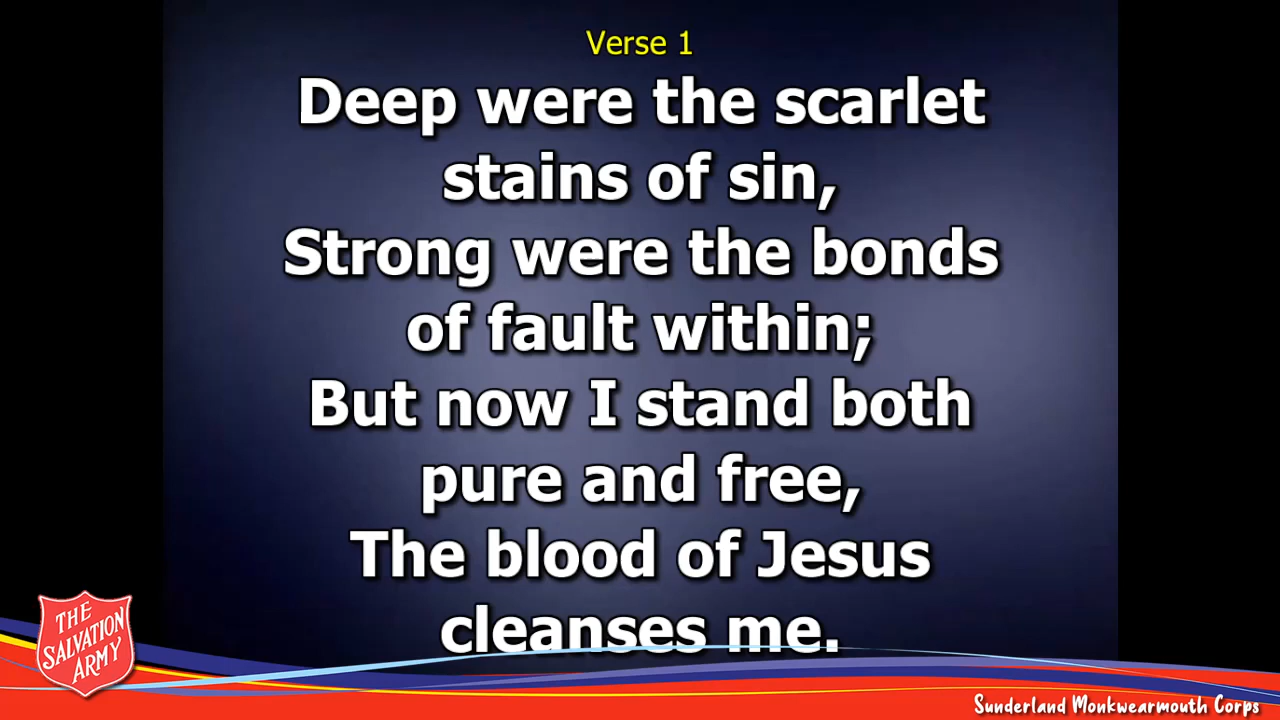 Verse 1
Deep were the scarlet
stains of sin,
Strong were the bonds
of fault within;
But now I stand both
pure and free,
The blood of Jesus
cleanses me.
THE
SALVATION
ARMY
Sunderland Monkwearmouth Corps